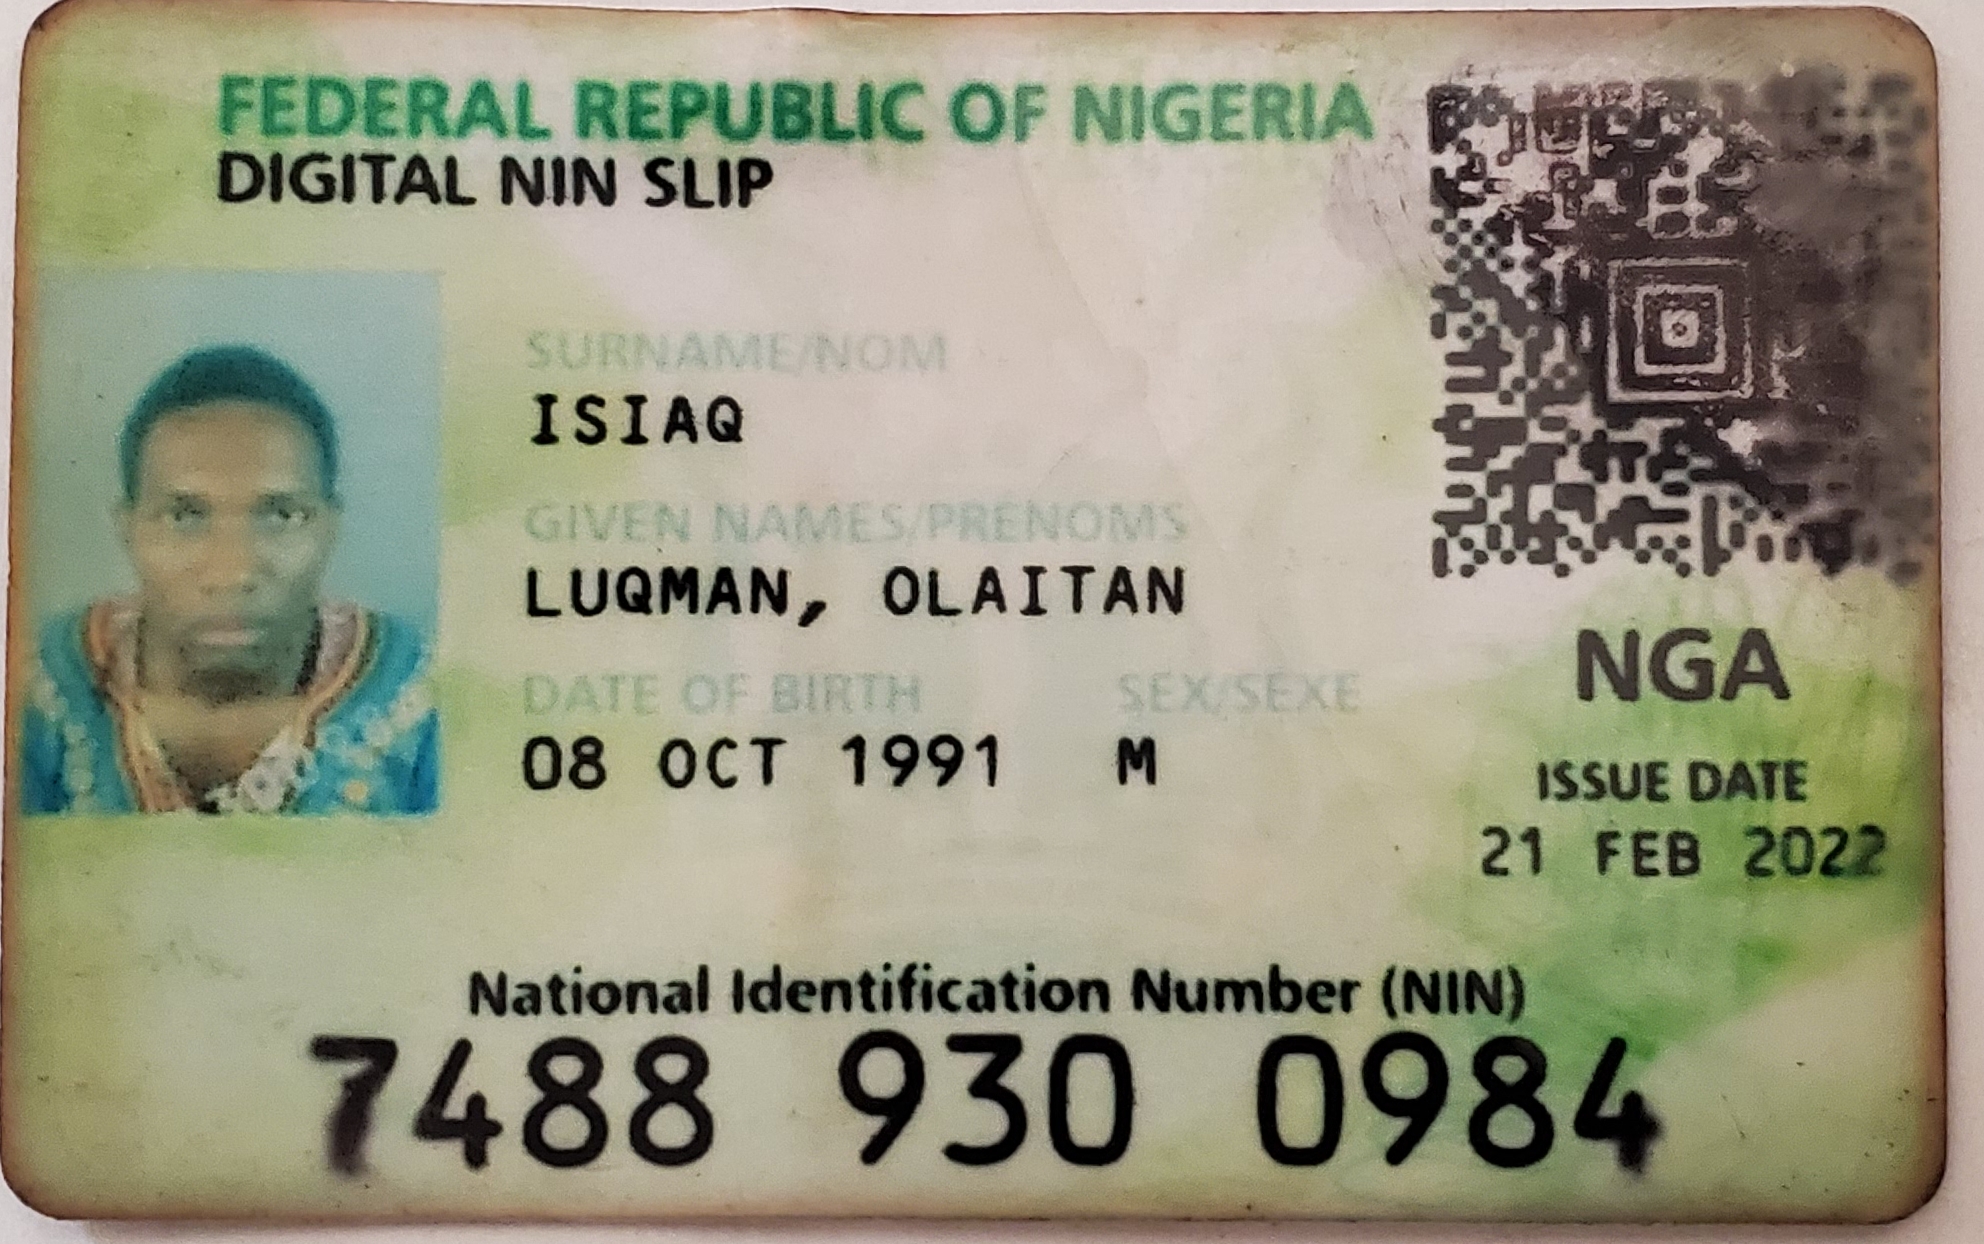 FEDERAL REPUBLIC OF NIGERIA
DIGITAL NIN SLIP
SURNAME/NOM
ISIAQ
GIVEN NAMES/PRENOMS
LUQMAN, OLAITAN
DATE OF BIRTH SEX/SEXE
08 OCT 1991 M
NGA
ISSUE DATE
21 FEB 2022
National Identification Number (NIN)
7488 930 0984